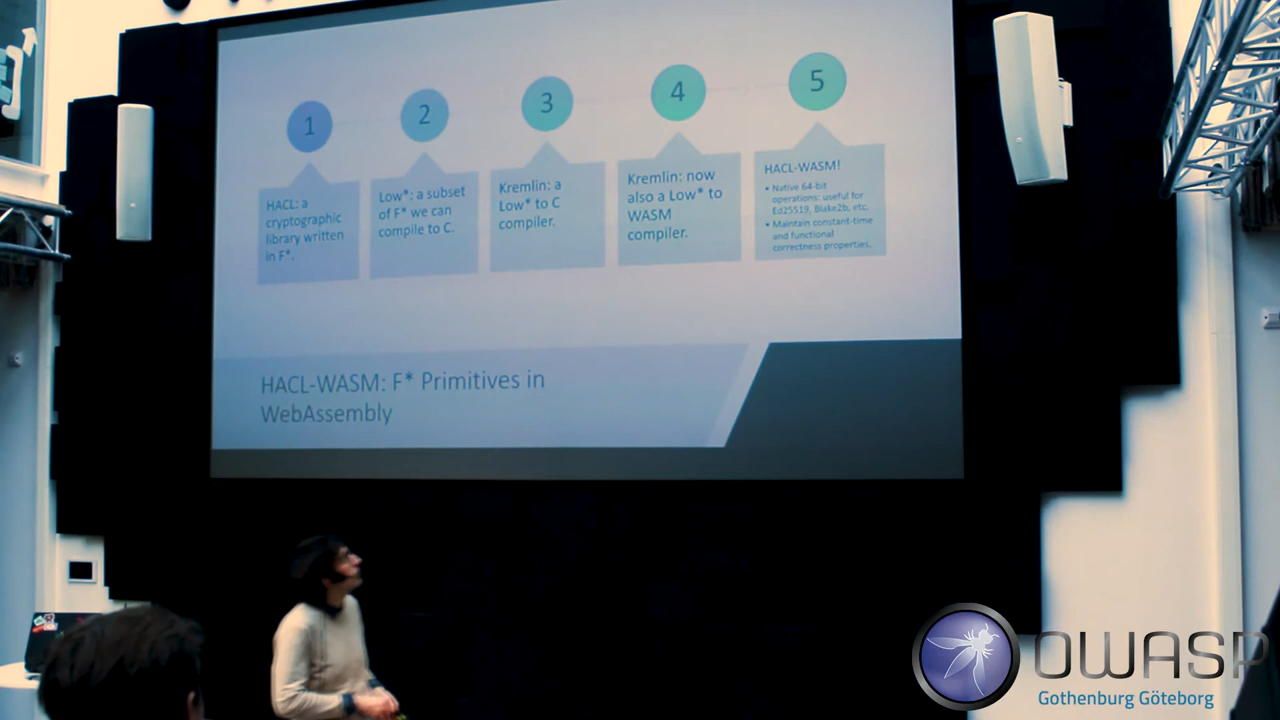 1
HACL: a
cryptographic
library written
in F*.
2
Low*: a subset
of F* we can
compile to C.
3
Kremlin: a
Low* to C
compiler.
4
Kremlin: now
also a Low* to
WASM
compiler.
5
HACL-WASM!
• Native 64-bit
operations: useful for
Ed25519, Blake2b, etc.
• Maintain constant-time
and functional
correctness properties.
HACL-WASM: F* Primitives in
WebAssembly
OWASP
Gothenburg Göteborg